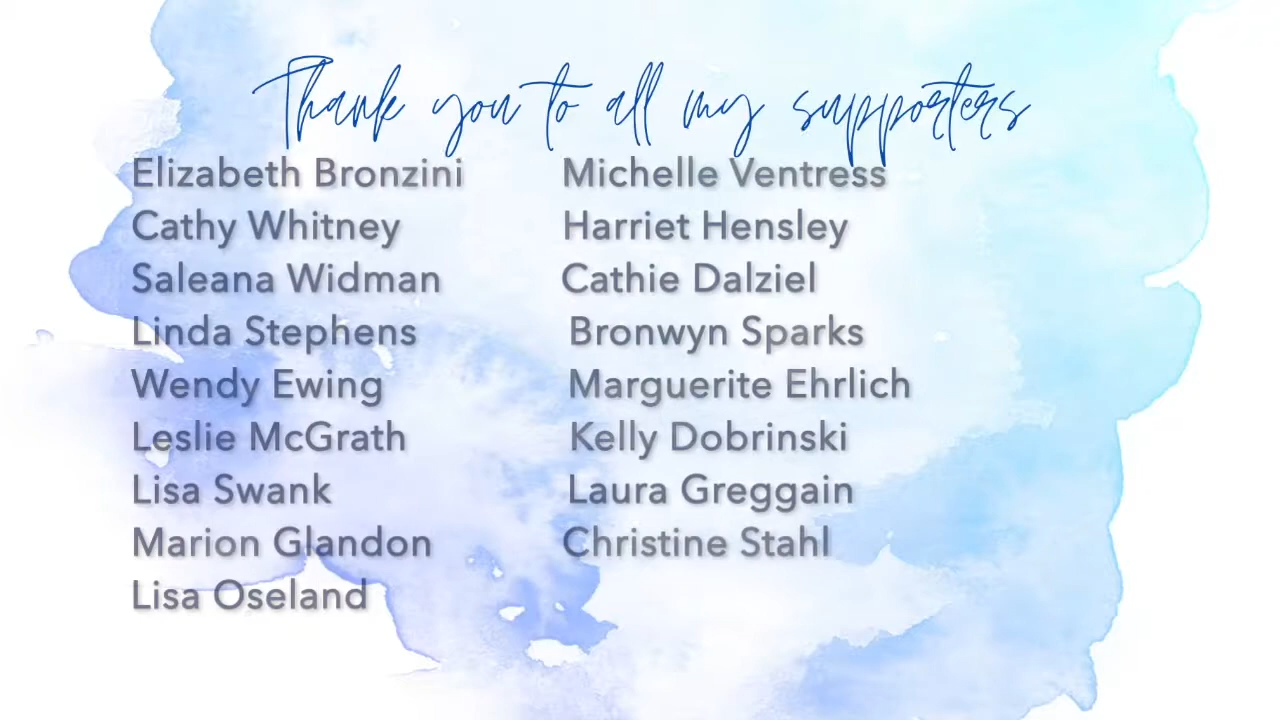 Thank you to all my supporters
Elizabeth Bronzini
Cathy Whitney
Saleana Widman
Linda Stephens
Wendy Ewing
Leslie McGrath
Lisa Swank
Marion Glandon
Lisa Oseland
Michelle Ventress
Harriet Hensley
Cathie Dalziel
Bronwyn Sparks
Marguerite Ehrlich
Kelly Dobrinski
Laura Greggain
Christine Stahl